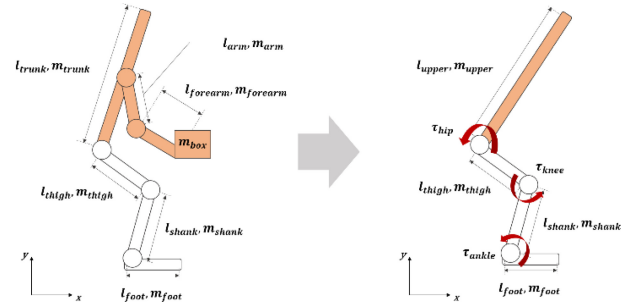 l_arm, m_arm
l_trunk, m_trunk
l_forearm, m_forearm
m_box
l_thigh, m_thigh
l_shank, m_shank
l_foot, m_foot
y
x
l_upper, m_upper
τ_hip
τ_knee
l_thigh, m_thigh
l_shank, m_shank
τ_ankle
l_foot, m_foot
y
x